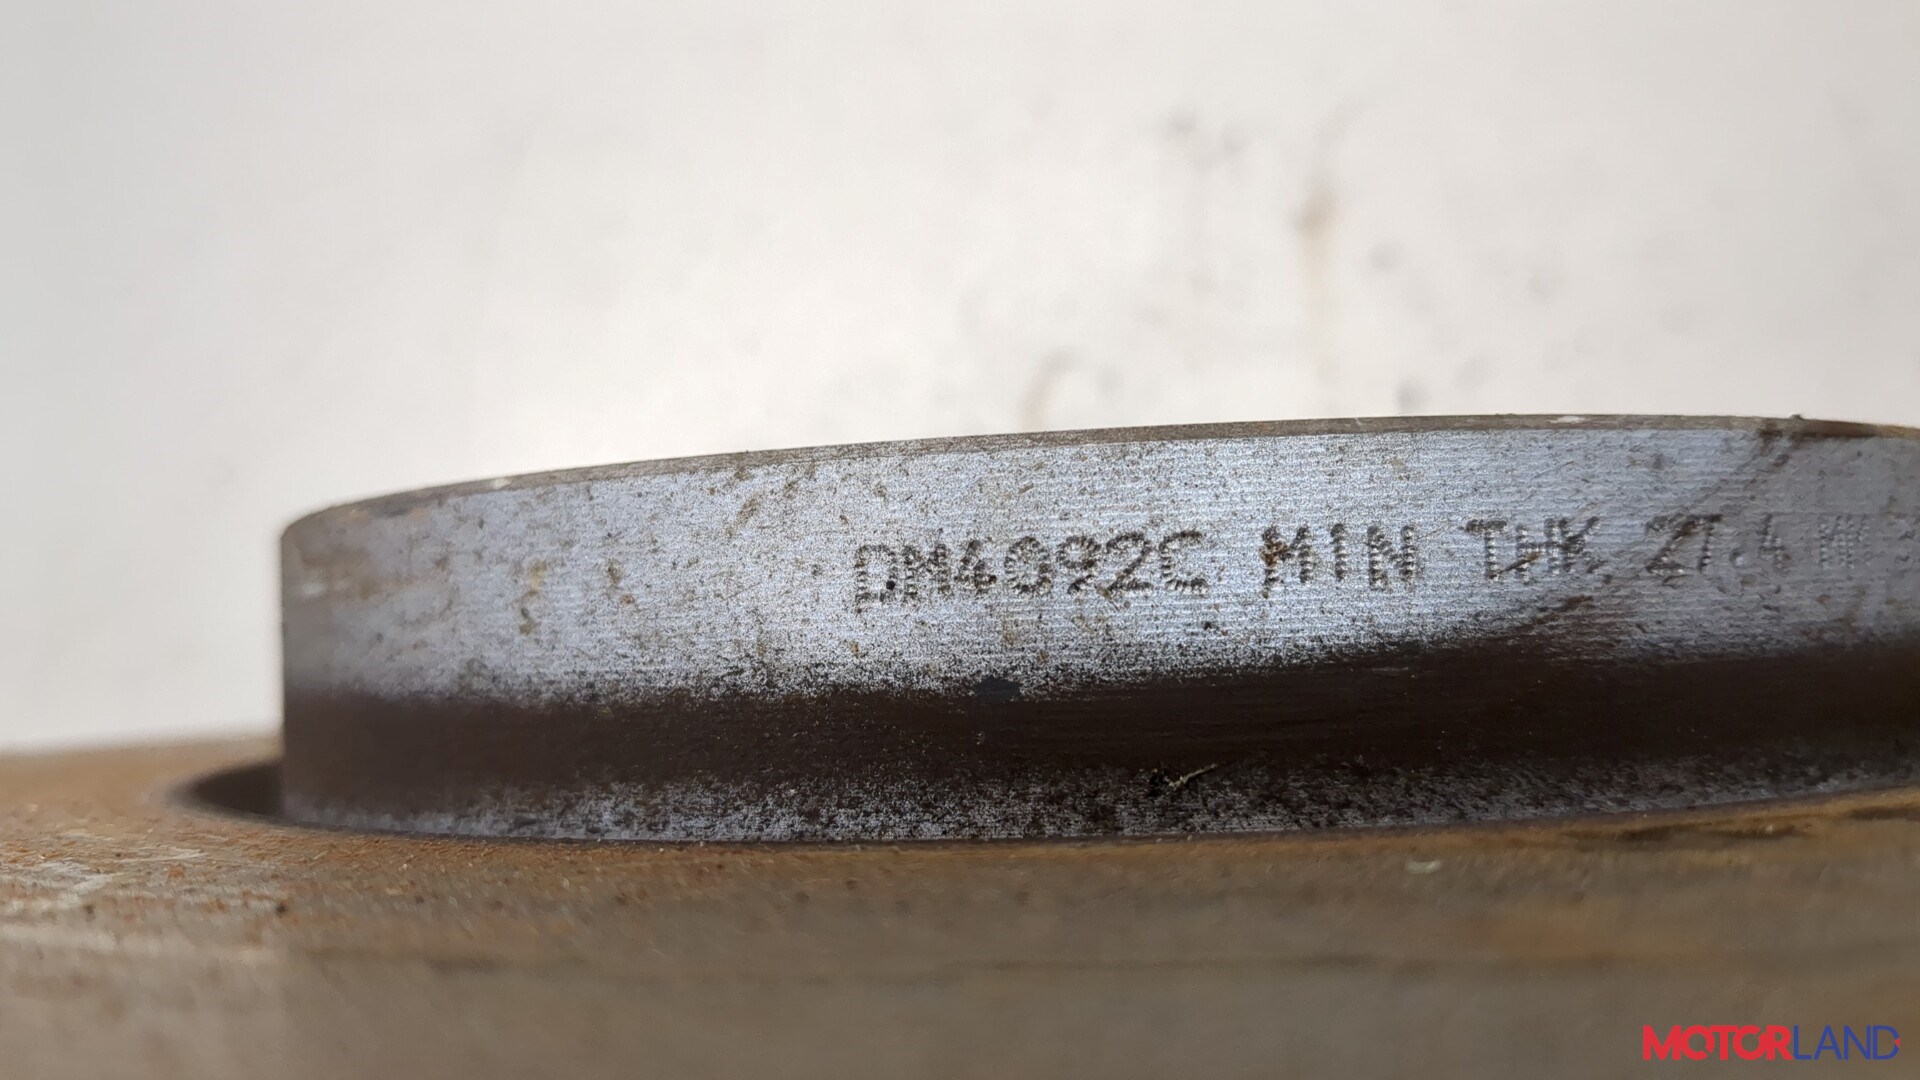 DM4092C MIN THK 27.4
MOTORLAND